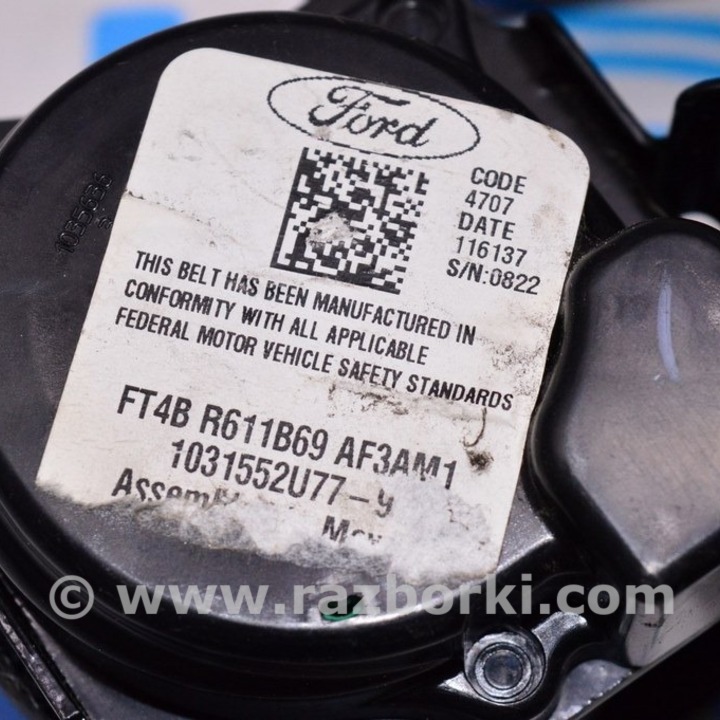 Ford
CODE
4707
DATE
116137
S/N:0822
THIS BELT HAS BEEN MANUFACTURED IN
CONFORMITY WITH ALL APPLICABLE
FEDERAL MOTOR VEHICLE SAFETY STANDARDS
FT4B R611B69 AF3AM1
1031552U77-9
© www.razborki.com